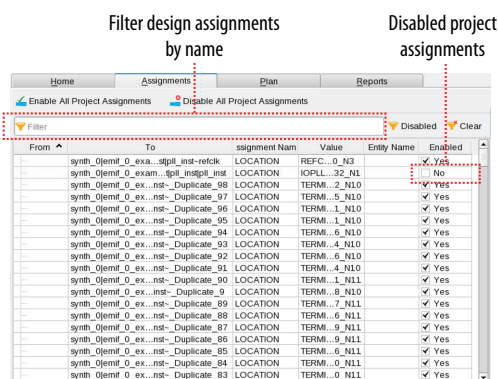 Filter design assignments
by name
Disabled project
assignments
Home Assignments Plan Reports
Enable All Project Assignments Disable All Project Assignments
Filter Disabled Clear
From To ssignment Nam Value Entity Name Enabled
synth_0|emif_0_exa…st|pll_inst~refclk LOCATION REFC…0_N3 Yes
synth_0|emif_0_exam…t|pll_inst|pll_inst LOCATION IOPLL…32_N1 No
synth_0|emif_0_ex…nst~_Duplicate_98 LOCATION TERMI…2_N10 Yes
synth_0|emif_0_ex…nst~_Duplicate_97 LOCATION TERMI…5_N10 Yes
synth_0|emif_0_ex…nst~_Duplicate_96 LOCATION TERMI…1_N10 Yes
synth_0|emif_0_ex…nst~_Duplicate_95 LOCATION TERMI…1_N10 Yes
synth_0|emif_0_ex…nst~_Duplicate_94 LOCATION TERMI…6_N10 Yes
synth_0|emif_0_ex…nst~_Duplicate_93 LOCATION TERMI…4_N10 Yes
synth_0|emif_0_ex…nst~_Duplicate_92 LOCATION TERMI…6_N10 Yes
synth_0|emif_0_ex…nst~_Duplicate_91 LOCATION TERMI…4_N10 Yes
synth_0|emif_0_ex…nst~_Duplicate_90 LOCATION TERMI…1_N11 Yes
synth_0|emif_0_ex…inst~_Duplicate_9 LOCATION TERMI…8_N10 Yes
synth_0|emif_0_ex…nst~_Duplicate_89 LOCATION TERMI…7_N11 Yes
synth_0|emif_0_ex…nst~_Duplicate_88 LOCATION TERMI…6_N11 Yes
synth_0|emif_0_ex…nst~_Duplicate_87 LOCATION TERMI…9_N11 Yes
synth_0|emif_0_ex…nst~_Duplicate_86 LOCATION TERMI…9_N11 Yes
synth_0|emif_0_ex…nst~_Duplicate_85 LOCATION TERMI…0_N11 Yes
synth_0|emif_0_ex…nst~_Duplicate_84 LOCATION TERMI…0_N11 Yes
synth_0|emif_0_ex…nst~_Duplicate_83 LOCATION TERMI…0_N11 Yes